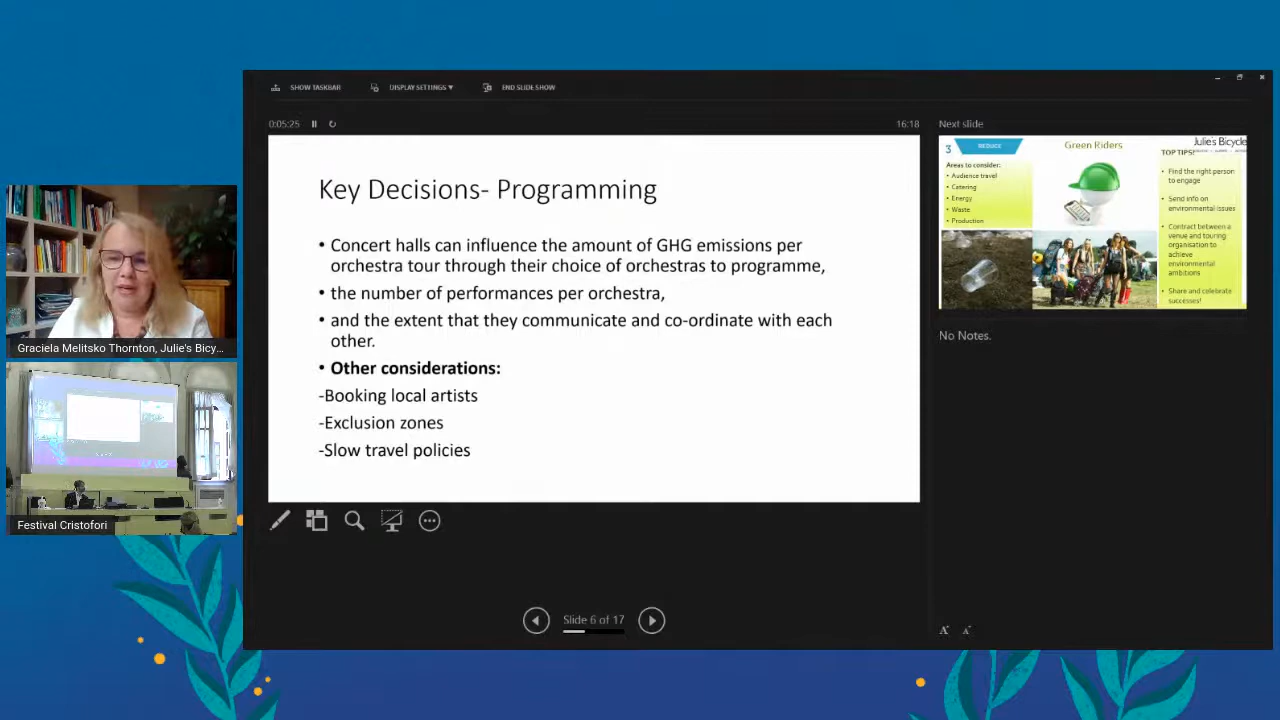 SHOW TASKBAR
DISPLAY SETTINGS
END SLIDE SHOW
0:05:25
16:18
Key Decisions- Programming
• Concert halls can influence the amount of GHG emissions per
orchestra tour through their choice of orchestras to programme,
• the number of performances per orchestra,
• and the extent that they communicate and co-ordinate with each
other.
• Other considerations:
-Booking local artists
-Exclusion zones
-Slow travel policies
Slide 6 of 17
Next slide
3
REDUCE
Green Riders
Julie's Bicycle
Areas to consider:
• Audience travel
• Catering
• Energy
• Waste
• Production
TOP TIPS!
• Find the right person
to engage
• Send info on
environmental issues
• Contract between a
venue and touring
organisation to
achieve
environmental
ambitions
• Share and celebrate
successes!
No Notes.
Graciela Melitsko Thornton, Julie's Bicy...
Festival Cristofori